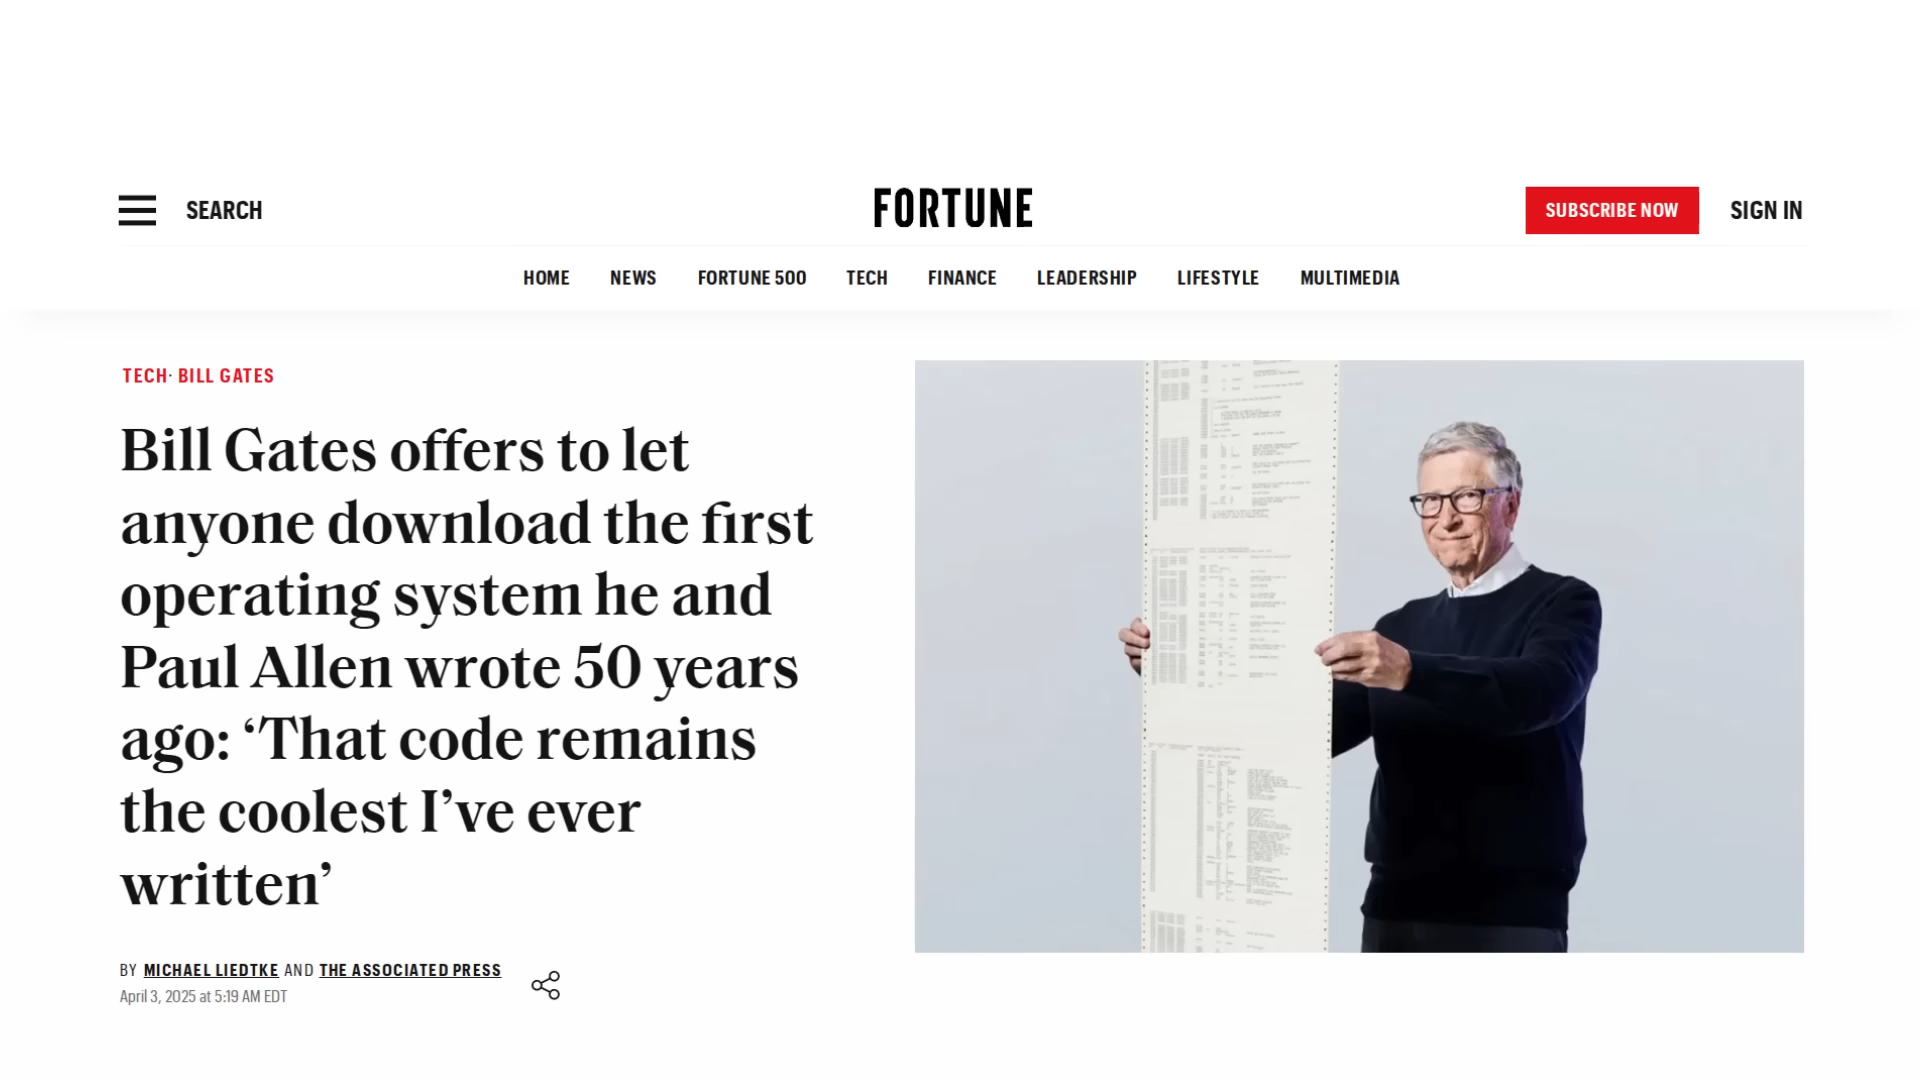 SEARCH
FORTUNE
SUBSCRIBE NOW
SIGN IN
HOME NEWS FORTUNE 500 TECH FINANCE LEADERSHIP LIFESTYLE MULTIMEDIA
TECH· BILL GATES
Bill Gates offers to let
anyone download the first
operating system he and
Paul Allen wrote 50 years
ago: ‘That code remains
the coolest I’ve ever
written’
BY MICHAEL LIEDTKE AND THE ASSOCIATED PRESS
April 3, 2025 at 5:19 AM EDT